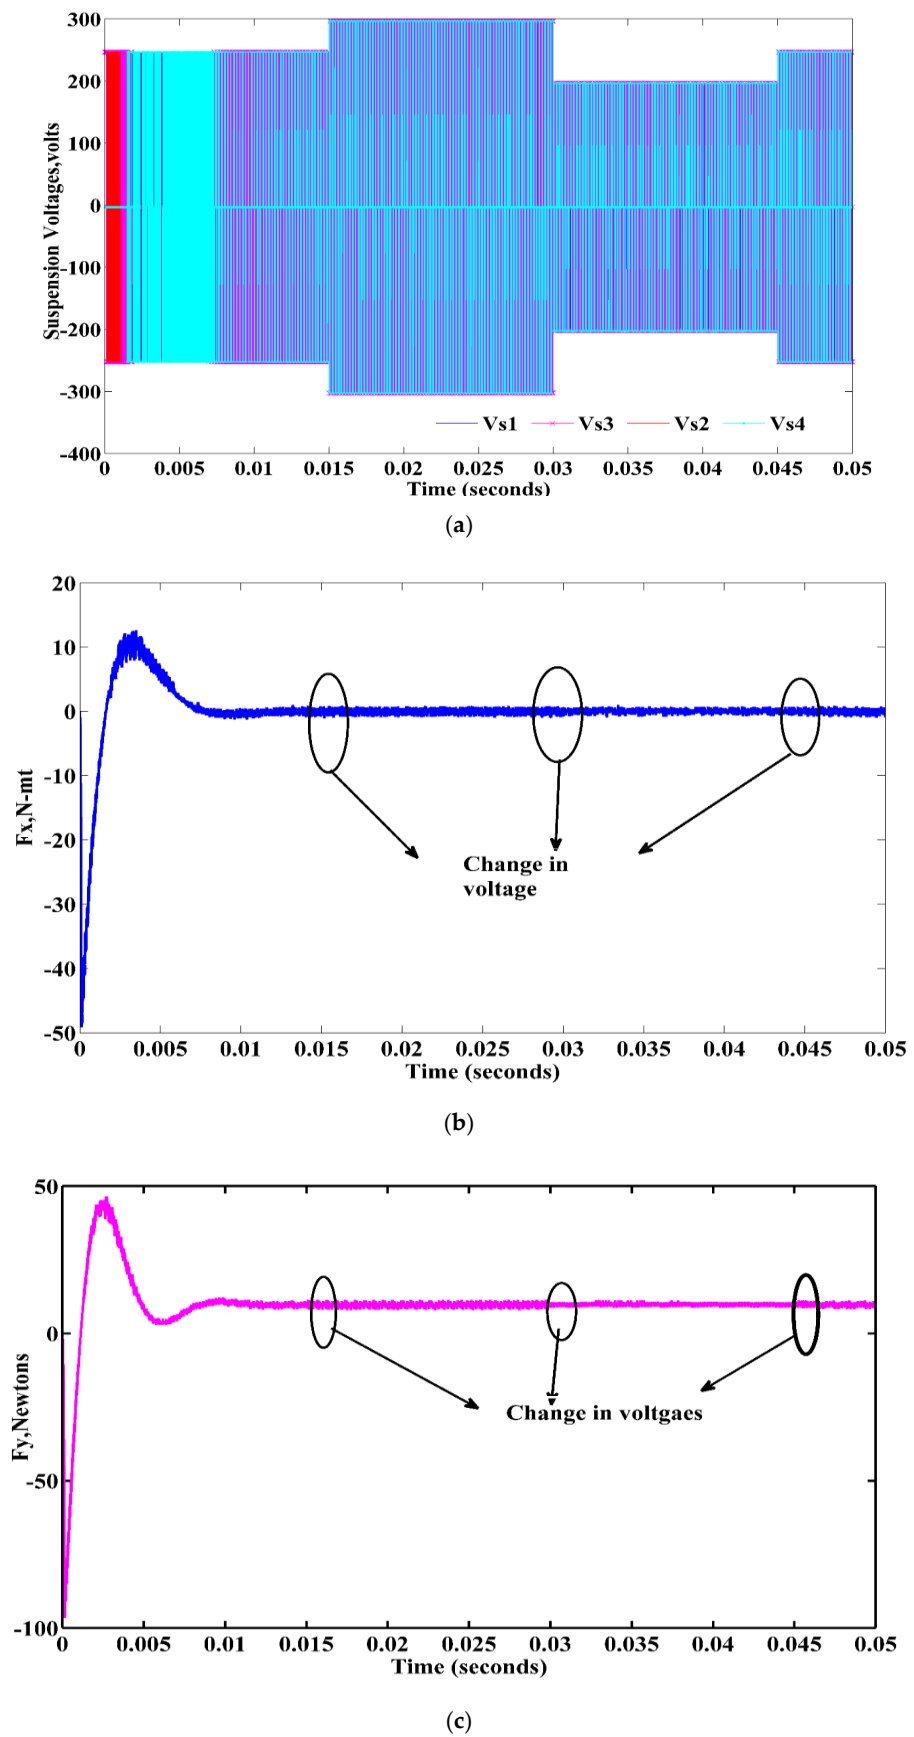 300
200
100
0
-100
-200
-300
-400
Suspension Voltages,volts
Vs1 Vs3 Vs2 Vs4
0 0.005 0.01 0.015 0.02 0.025 0.03 0.035 0.04 0.045 0.05
Time (seconds)
(a)
20
10
0
-10
-20
-30
-40
-50
Fx,N-mt
Change in
voltage
0 0.005 0.01 0.015 0.02 0.025 0.03 0.035 0.04 0.045 0.05
Time (seconds)
(b)
50
0
-50
-100
Fy,Newtons
Change in voltgaes
0 0.005 0.01 0.015 0.02 0.025 0.03 0.035 0.04 0.045 0.05
Time (seconds)
(c)